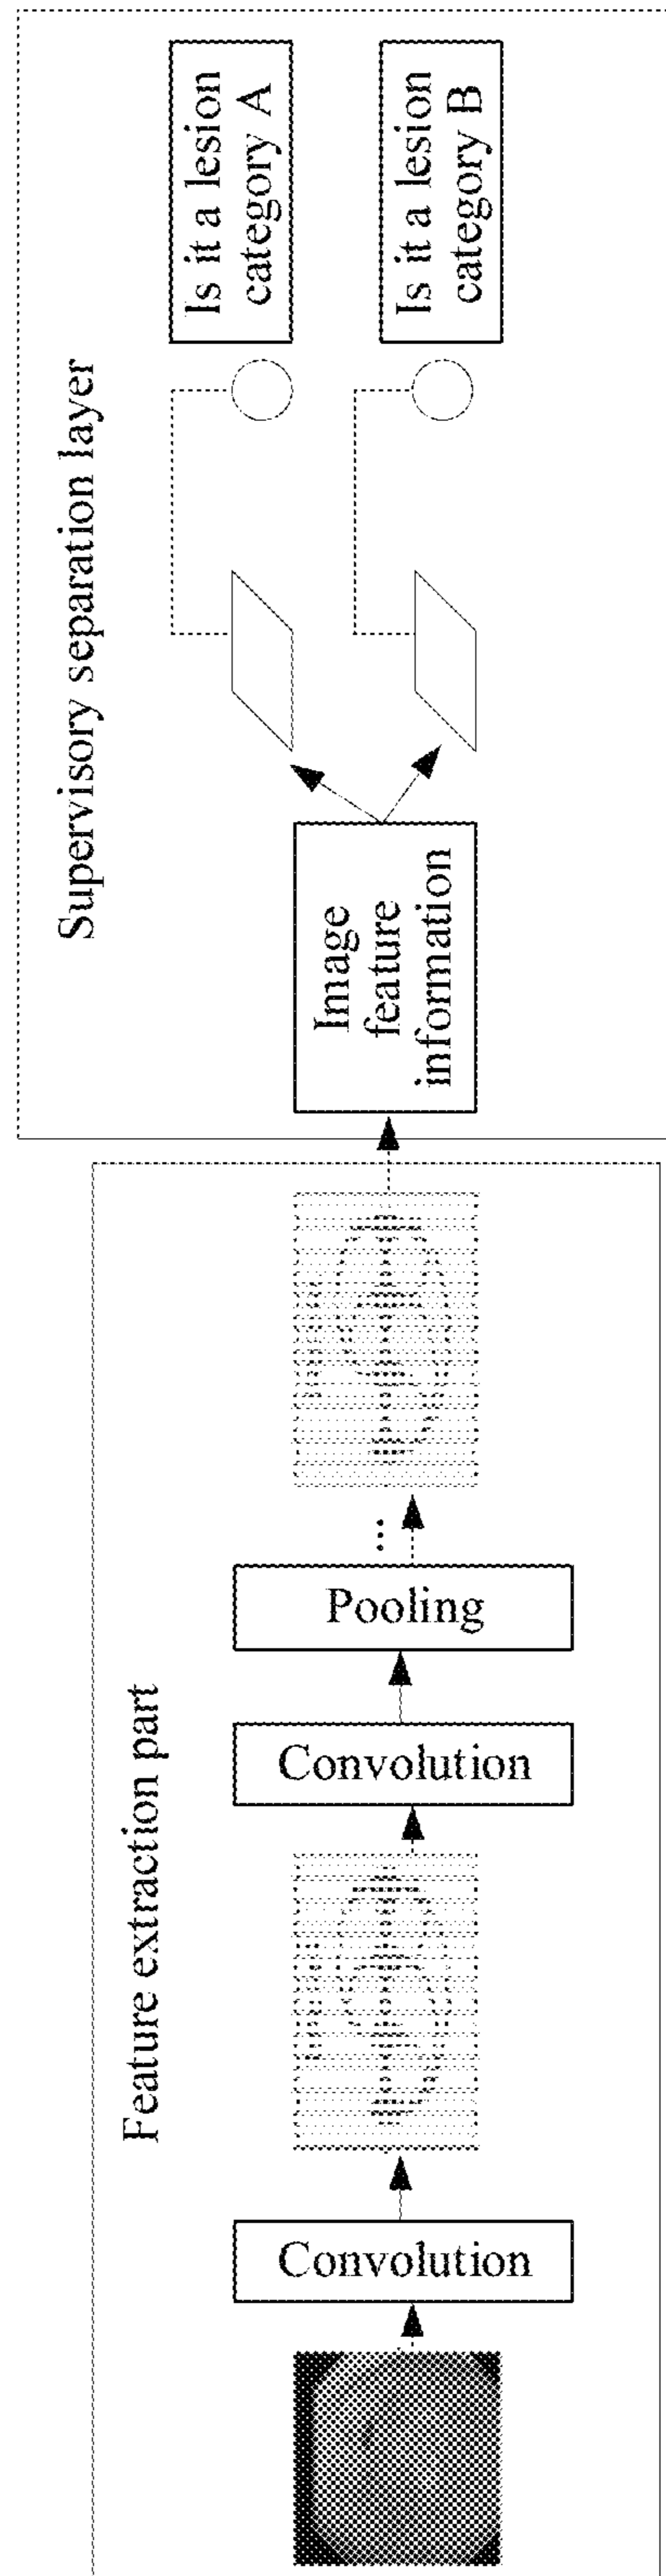 Feature extraction part
Convolution
Convolution
Pooling
...
Supervisory separation layer
Image
feature
information
Is it a lesion
category A
Is it a lesion
category B